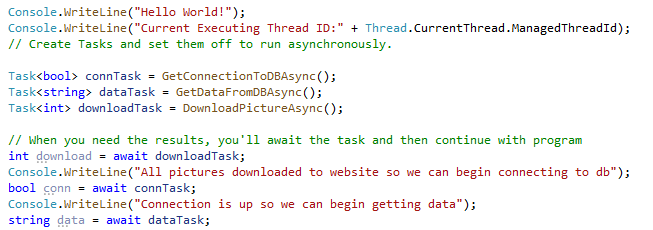 Console.WriteLine("Hello World!");
Console.WriteLine("Current Executing Thread ID:" + Thread.CurrentThread.ManagedThreadId);
// Create Tasks and set them off to run asynchronously.
Task<bool> connTask = GetConnectionToDBAsync();
Task<string> dataTask = GetDataFromDBAsync();
Task<int> downloadTask = DownloadPictureAsync();
// When you need the results, you'll await the task and then continue with program
int download = await downloadTask;
Console.WriteLine("All pictures downloaded to website so we can begin connecting to db");
bool conn = await connTask;
Console.WriteLine("Connection is up so we can begin getting data");
string data = await dataTask;